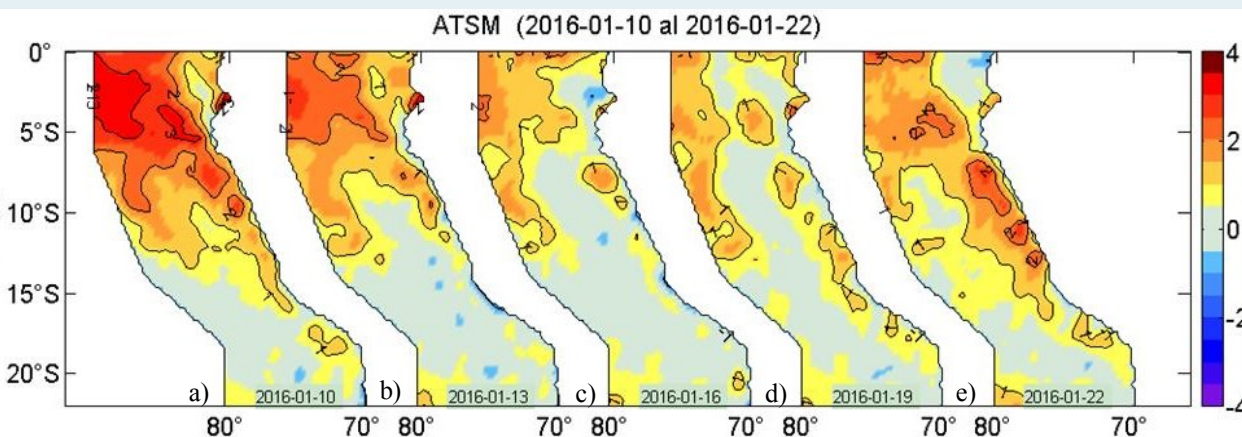 ATSM (2016-01-10 al 2016-01-22)
0°
5°S
10°S
15°S
20°S
a) 2016-01-10
b) 2016-01-13
c) 2016-01-16
d) 2016-01-19
e) 2016-01-22
80° 70° 80° 70° 80° 70° 80° 70° 80° 70°
4
2
0
-2
-4